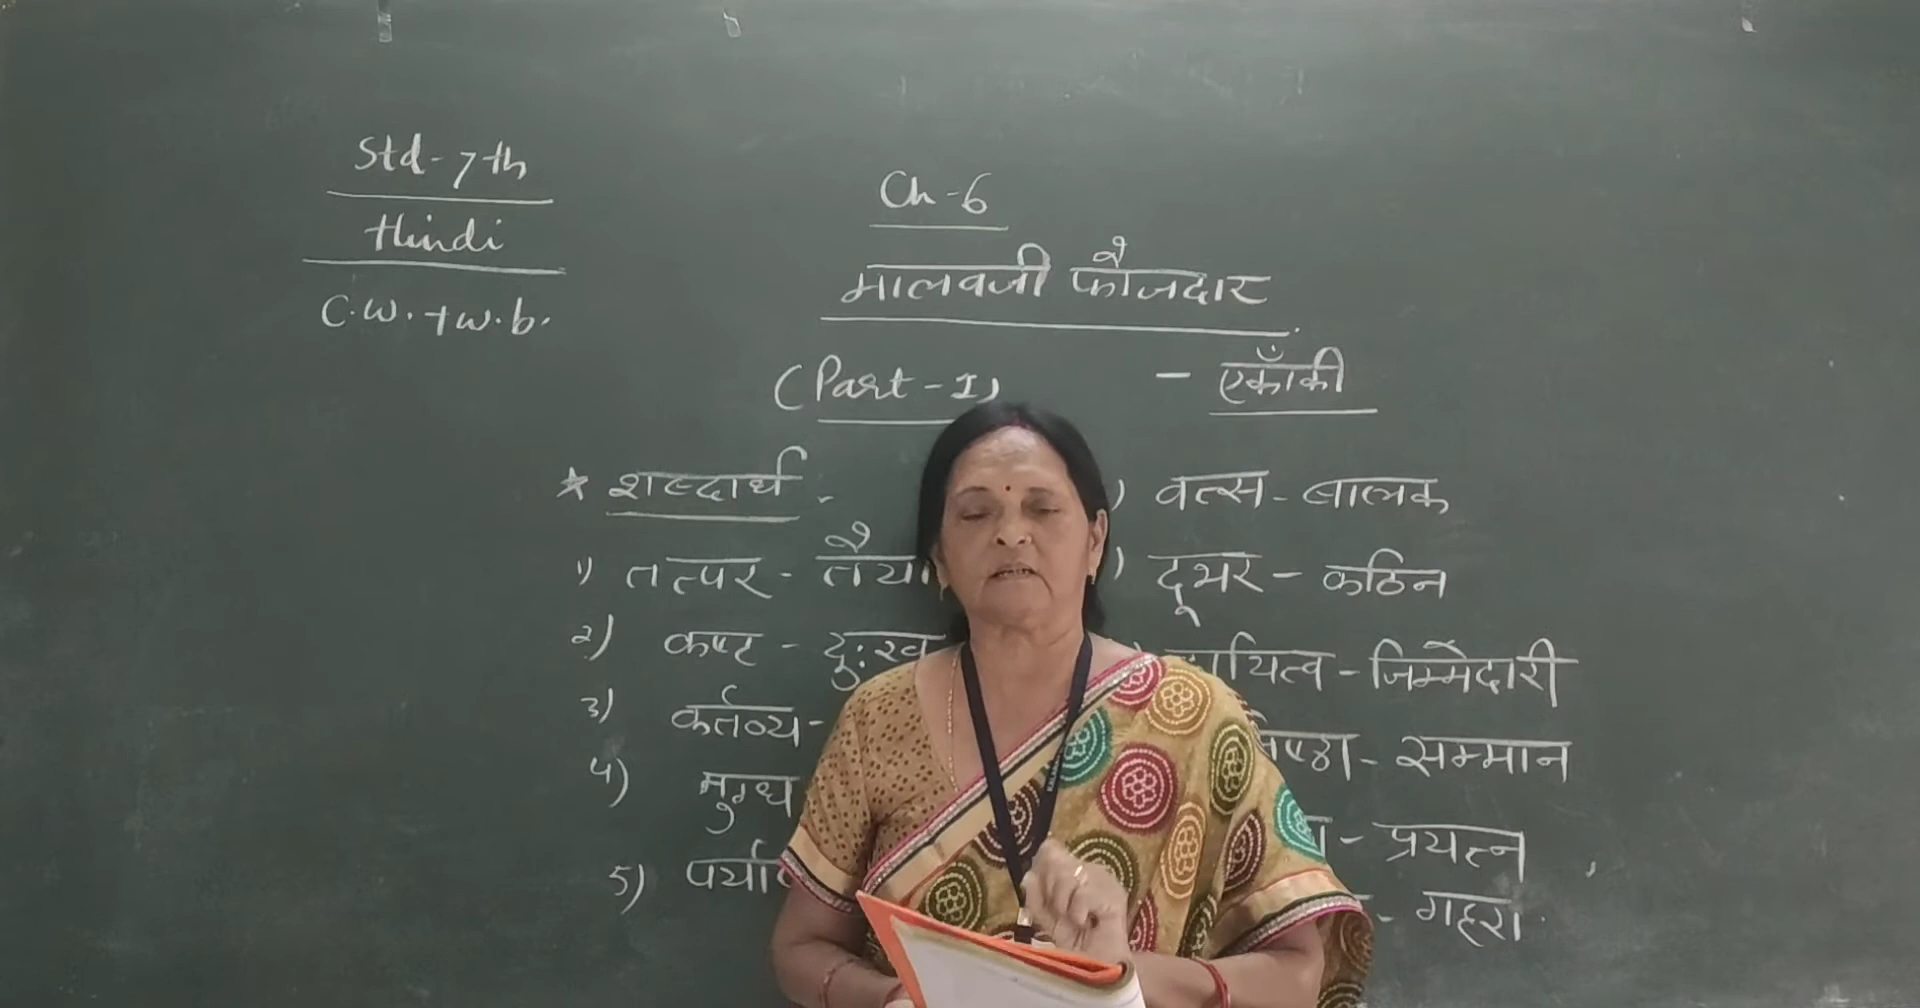 Std-7th
Hindi
C.W.+W.b.
Ch-6
मालवजी फौजदार
(Part-I) - एकाँकी
* शब्दार्थ -
1) तत्पर - तैया
2) कष्ट - दुःख
3) कर्तव्य -
4) मुग्ध
5)
) वत्स - बालक
) दूभर - कठिन
) - जिम्मेदारी
- सम्मान
- प्रयत्न
- गहरा